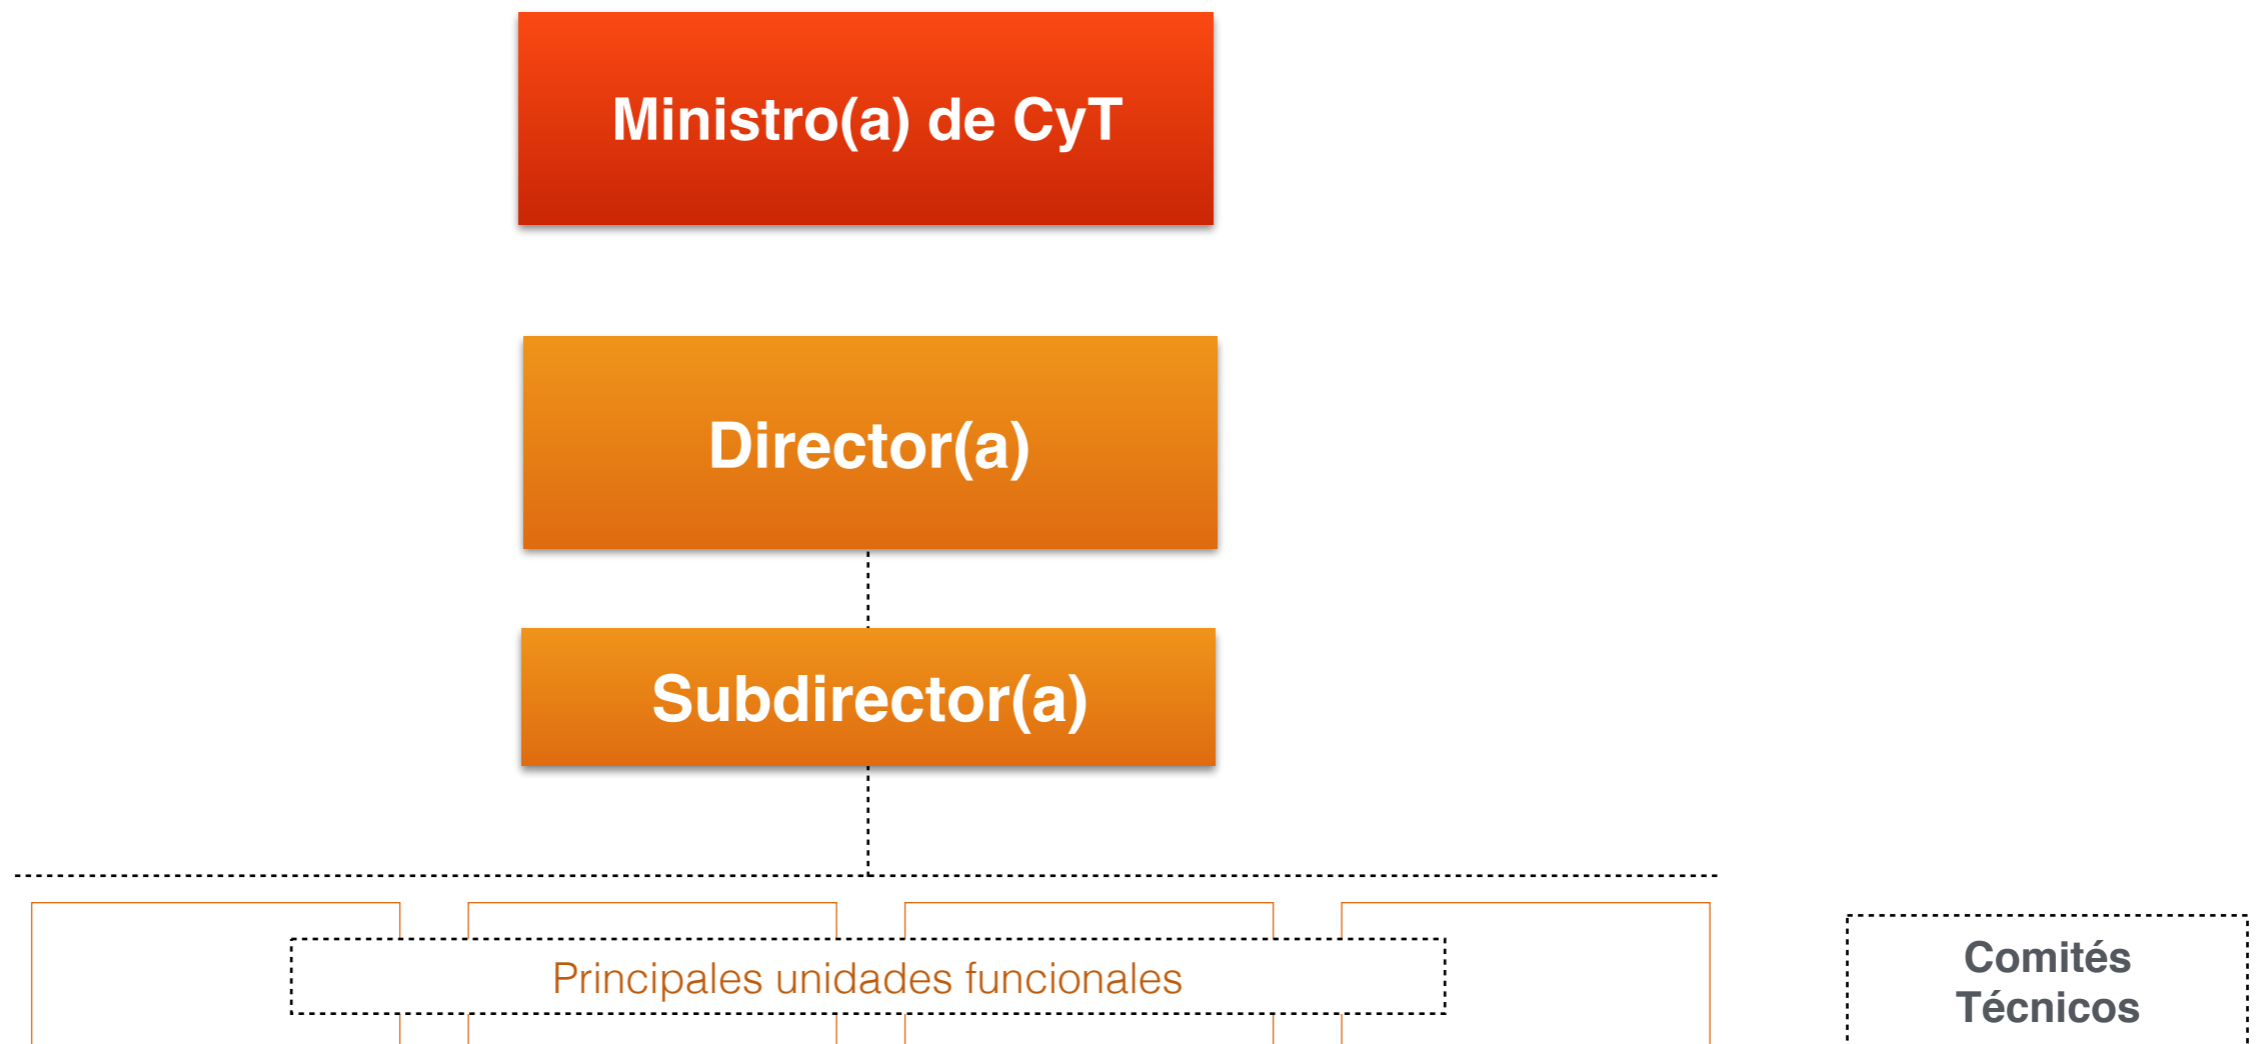 Ministro(a) de CyT
Director(a)
Subdirector(a)
Principales unidades funcionales
Comités
Técnicos